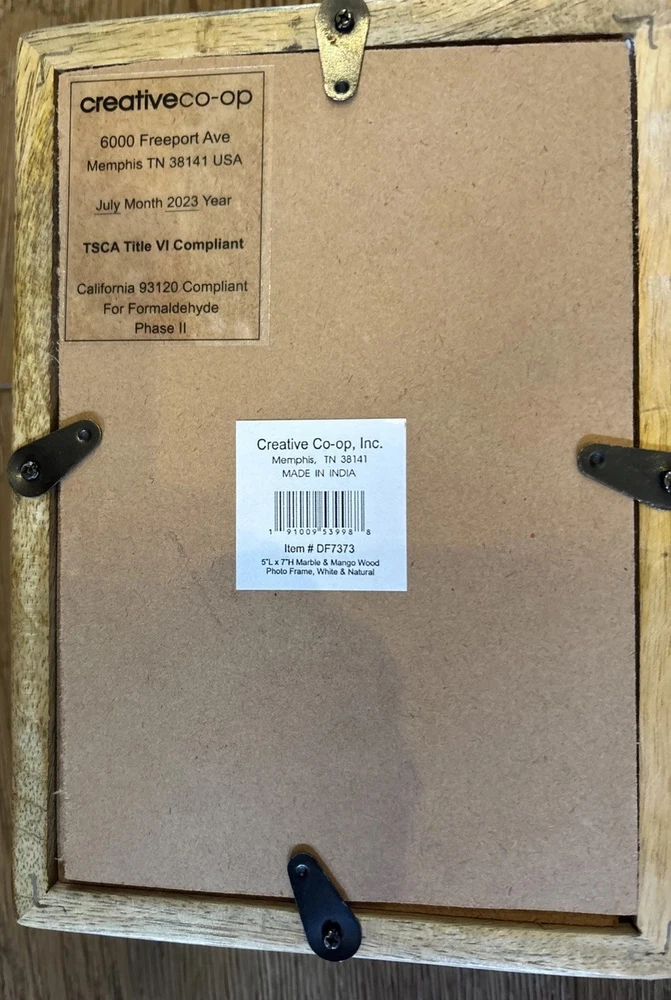 creativeco-op
6000 Freeport Ave
Memphis TN 38141 USA
July Month 2023 Year
TSCA Title VI Compliant
California 93120 Compliant
For Formaldehyde
Phase II
Creative Co-op, Inc.
Memphis, TN 38141
MADE IN INDIA
1 91009 53998 8
Item # DF7373
5"L x 7"H Marble & Mango Wood
Photo Frame, White & Natural